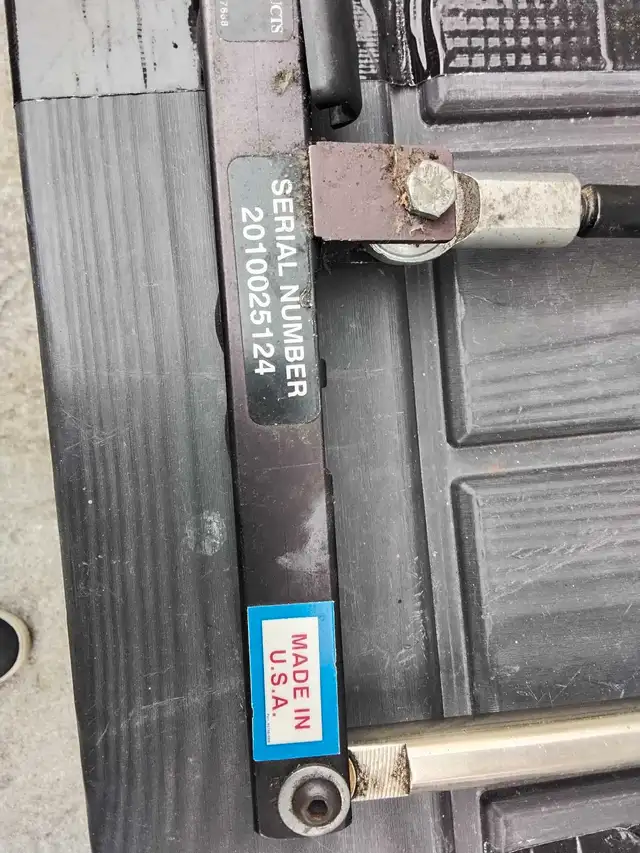 SERIAL NUMBER
2010025124
MADE IN
U.S.A.